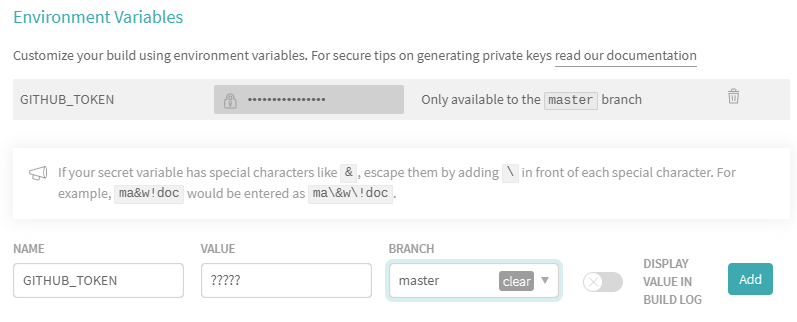 Environment Variables
Customize your build using environment variables. For secure tips on generating private keys read our documentation
GITHUB_TOKEN •••••••••••••••• Only available to the master branch
If your secret variable has special characters like &, escape them by adding \ in front of each special character. For
example, ma&w!doc would be entered as ma\&w\!doc.
NAME VALUE BRANCH
GITHUB_TOKEN ????? master clear
DISPLAY
VALUE IN
BUILD LOG
Add